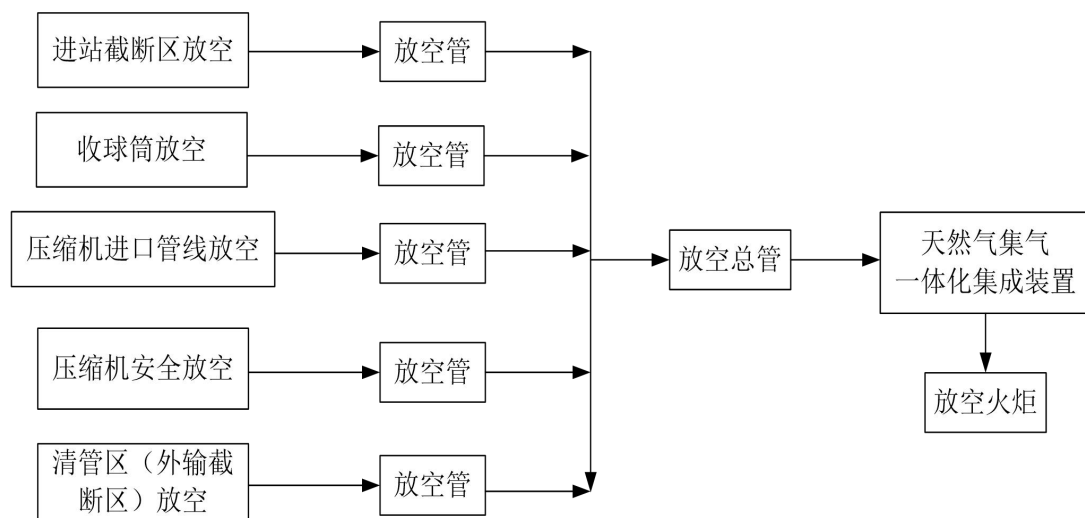 进站截断区放空
放空管
收球筒放空
放空管
压缩机进口管线放空
放空管
放空总管
天然气集气
一体化集成装置
压缩机安全放空
放空管
放空火炬
清管区（外输截
断区）放空
放空管